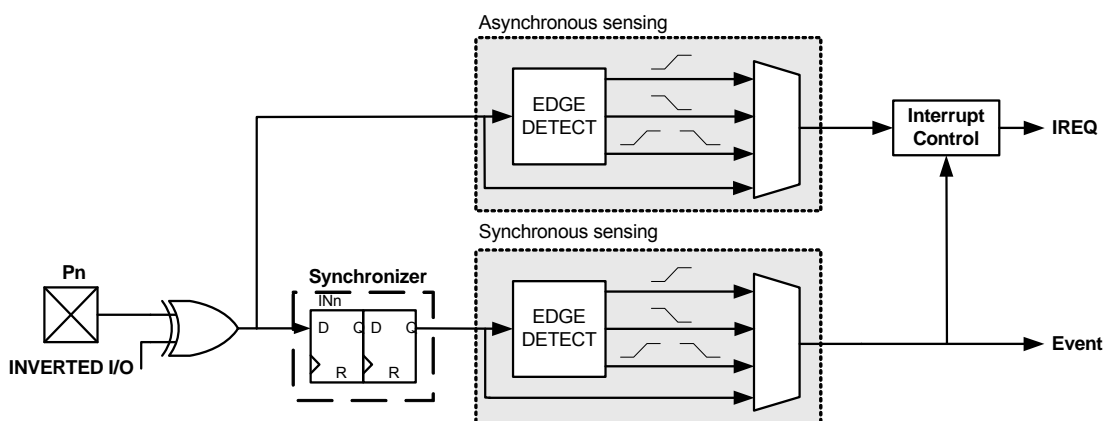 Asynchronous sensing
EDGE
DETECT
Interrupt
Control
IREQ
Synchronous sensing
Pn
Synchronizer
INn
D Q D Q
R R
EDGE
DETECT
INVERTED I/O
Event